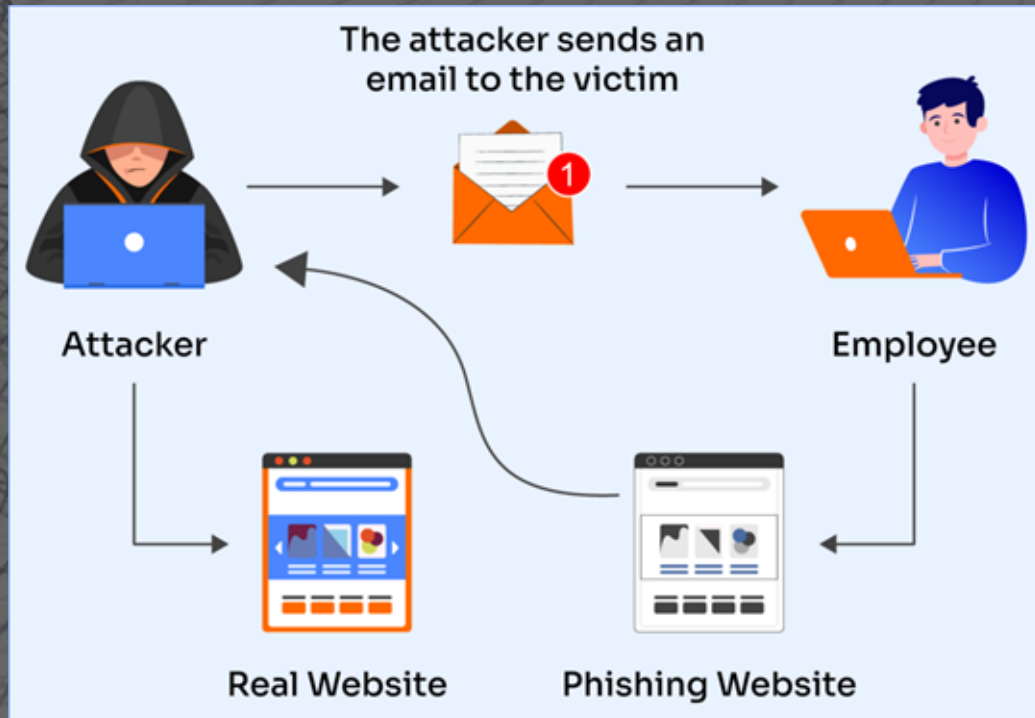 The attacker sends an
email to the victim
1
Attacker
Employee
Real Website
Phishing Website